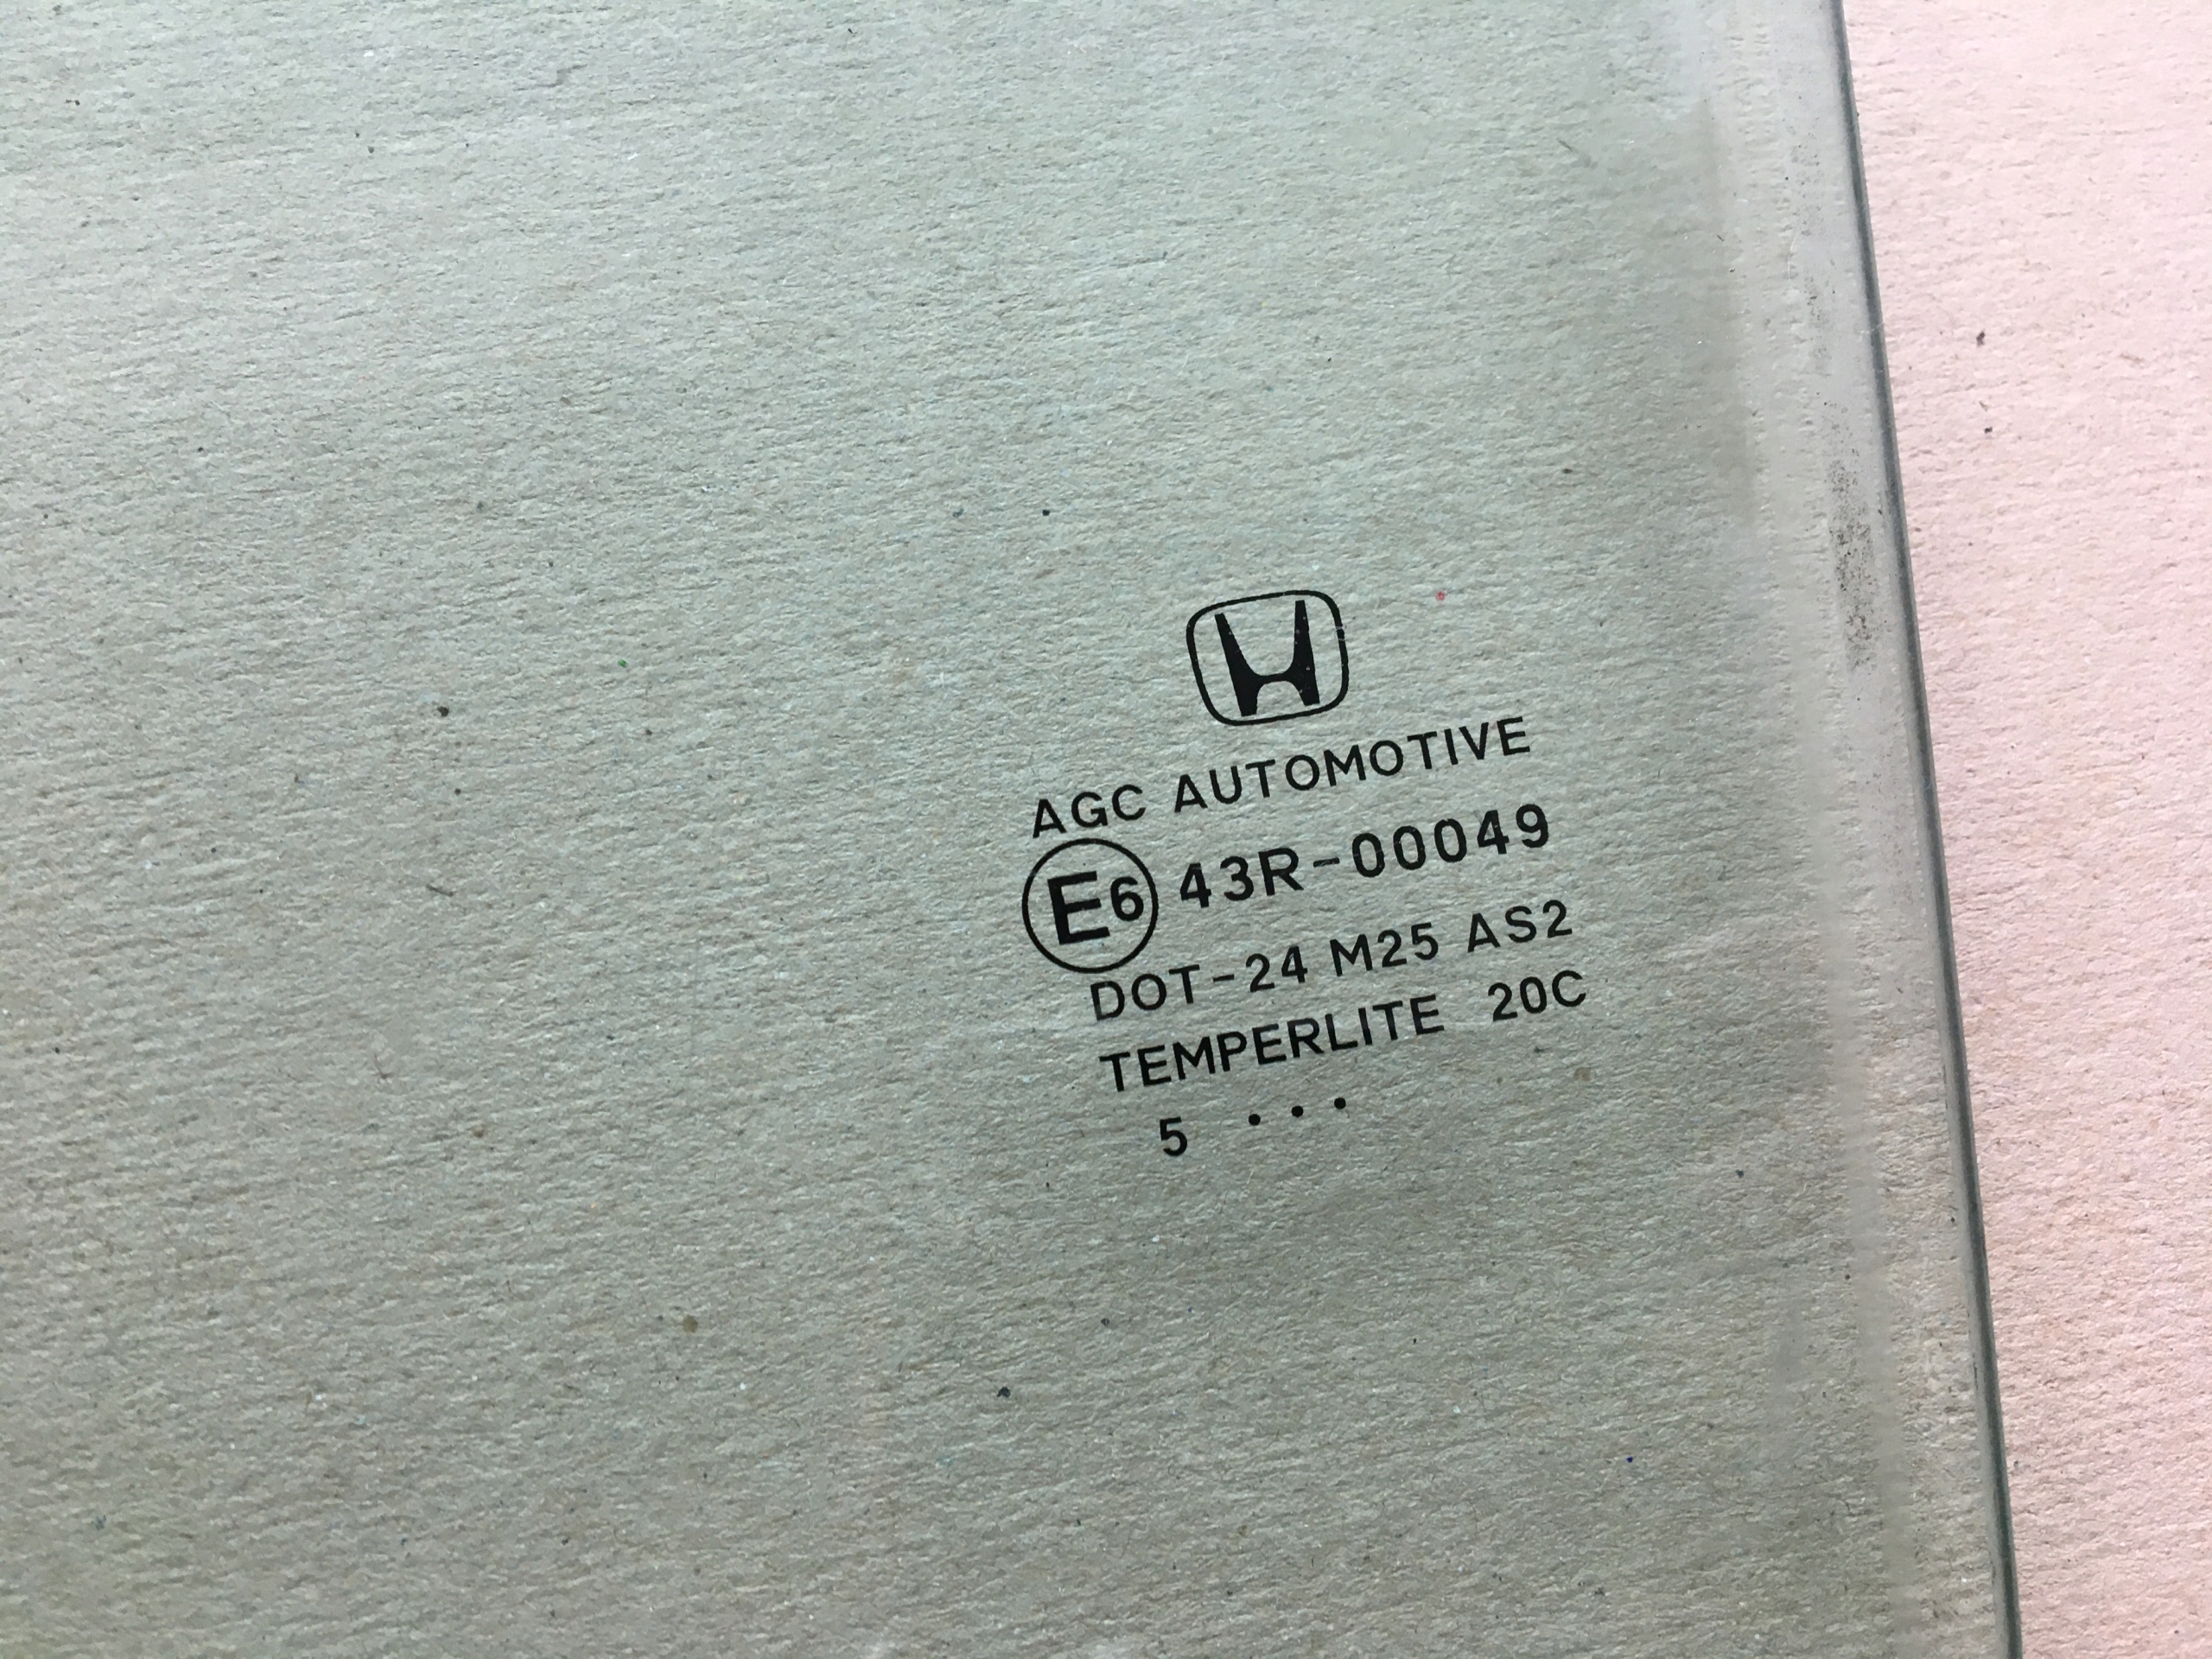 AGC AUTOMOTIVE
E6 43R-00049
DOT-24 M25 AS2
TEMPERLITE 20C
5 •••